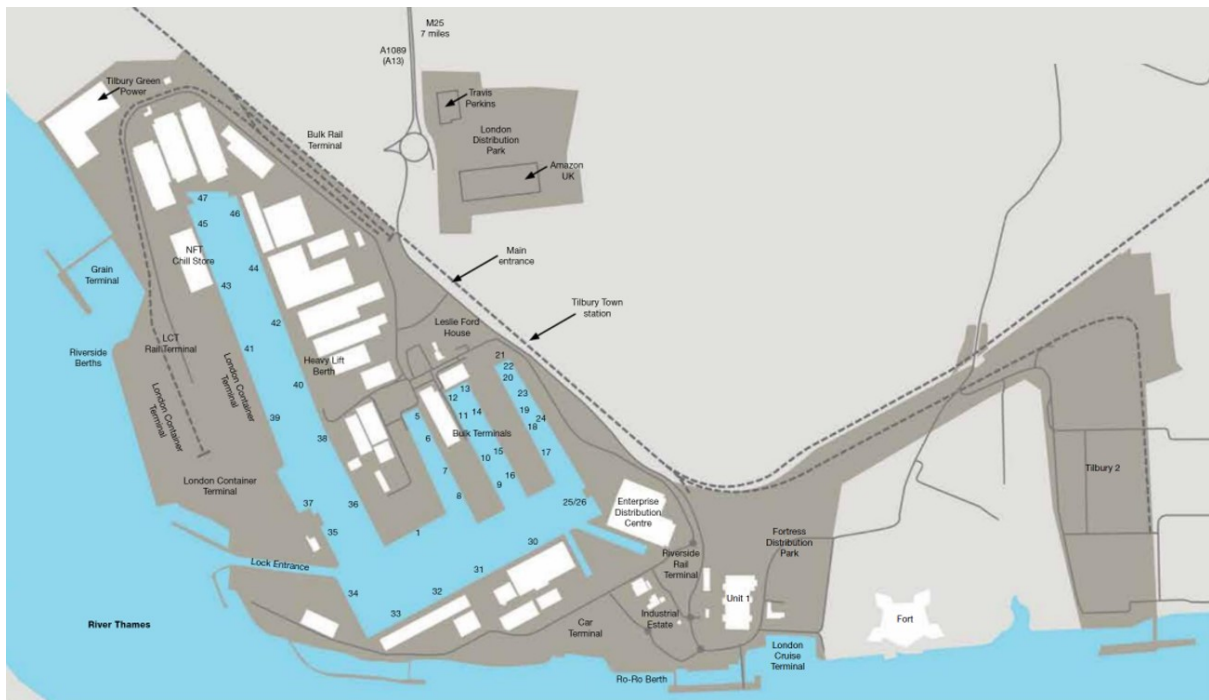 M25
7 miles
A1089
(A13)
Tilbury Green
Power
Travis
Perkins
London
Distribution
Park
Bulk Rail
Terminal
Amazon
UK
47
46
45
NFT
Chill Store
44
Main
entrance
Grain
Terminal
43
Tilbury Town
station
42
Leslie Ford
House
LCT
Rail Terminal
41
Riverside
Berths
Heavy Lift
Berth
21
22
20
London Container
Terminal
London Container
Terminal
40
13
12
23
39
5
11
14
19
24
18
38
6
Bulk Terminals
15
10
17
7
Tilbury 2
London Container
Terminal
16
9
8
37
36
25/26
Enterprise
Distribution
Centre
35
1
30
Fortress
Distribution
Park
Lock Entrance
31
Riverside
Rail
Terminal
34
32
33
Unit 1
Industrial
Estate
Fort
River Thames
Car
Terminal
London
Cruise
Terminal
Ro-Ro Berth